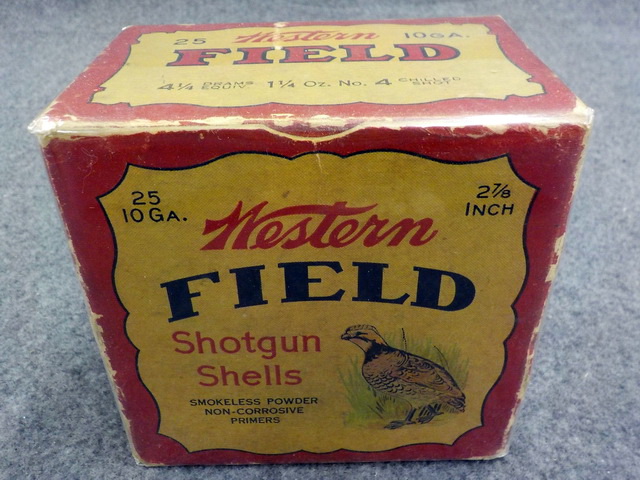 25 Western 10 GA.
FIELD
4¼ DRAMS EQUIV. 1¼ Oz. No. 4 CHILLED SHOT
25
10 GA.
2⅞
INCH
Western
FIELD
Shotgun
Shells
SMOKELESS POWDER
NON-CORROSIVE
PRIMERS